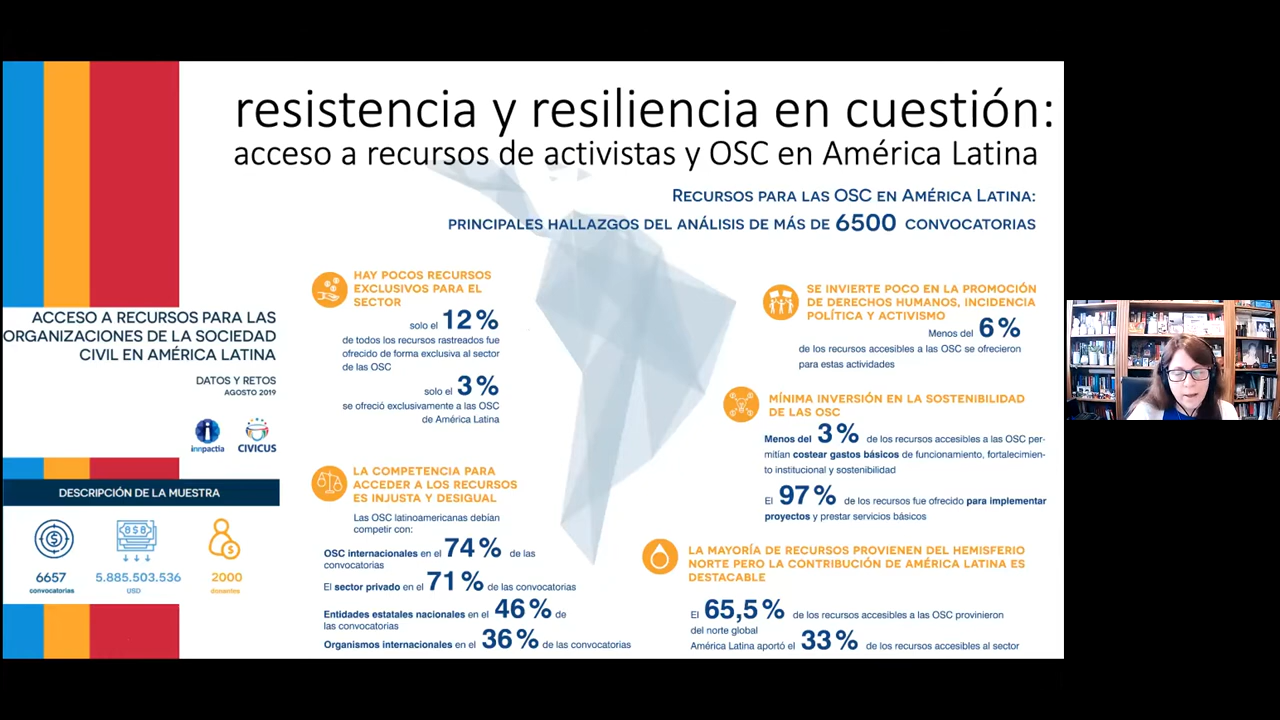 resistencia y resiliencia en cuestión:
acceso a recursos de activistas y OSC en América Latina
RECURSOS PARA LAS OSC EN AMÉRICA LATINA:
PRINCIPALES HALLAZGOS DEL ANÁLISIS DE MÁS DE 6500 CONVOCATORIAS
ACCESO A RECURSOS PARA LAS
ORGANIZACIONES DE LA SOCIEDAD
CIVIL EN AMÉRICA LATINA
DATOS Y RETOS
AGOSTO 2019
innpactia
CIVICUS
DESCRIPCIÓN DE LA MUESTRA
6657
convocatorias
5.885.503.536
USD
2000
donantes
HAY POCOS RECURSOS
EXCLUSIVOS PARA EL
SECTOR
solo el 12%
de todos los recursos rastreados fue
ofrecido de forma exclusiva al sector
de las OSC
solo el 3%
se ofreció exclusivamente a las OSC
de América Latina
LA COMPETENCIA PARA
ACCEDER A LOS RECURSOS
ES INJUSTA Y DESIGUAL
Las OSC latinoamericanas debían
competir con:
OSC internacionales en el 74% de las
convocatorias
El sector privado en el 71% de las convocatorias
Entidades estatales nacionales en el 46% de
las convocatorias
Organismos internacionales en el 36% de las convocatorias
SE INVIERTE POCO EN LA PROMOCIÓN
DE DERECHOS HUMANOS, INCIDENCIA
POLÍTICA Y ACTIVISMO
Menos del 6%
de los recursos accesibles a las OSC se ofrecieron
para estas actividades
MÍNIMA INVERSIÓN EN LA SOSTENIBILIDAD
DE LAS OSC
Menos del 3% de los recursos accesibles a las OSC per-
mitían costear gastos básicos de funcionamiento, fortalecimien-
to institucional y sostenibilidad
El 97% de los recursos fue ofrecido para implementar
proyectos y prestar servicios básicos
LA MAYORÍA DE RECURSOS PROVIENEN DEL HEMISFERIO
NORTE PERO LA CONTRIBUCIÓN DE AMÉRICA LATINA ES
DESTACABLE
El 65,5% de los recursos accesibles a las OSC provinieron
del norte global
América Latina aportó el 33% de los recursos accesibles al sector